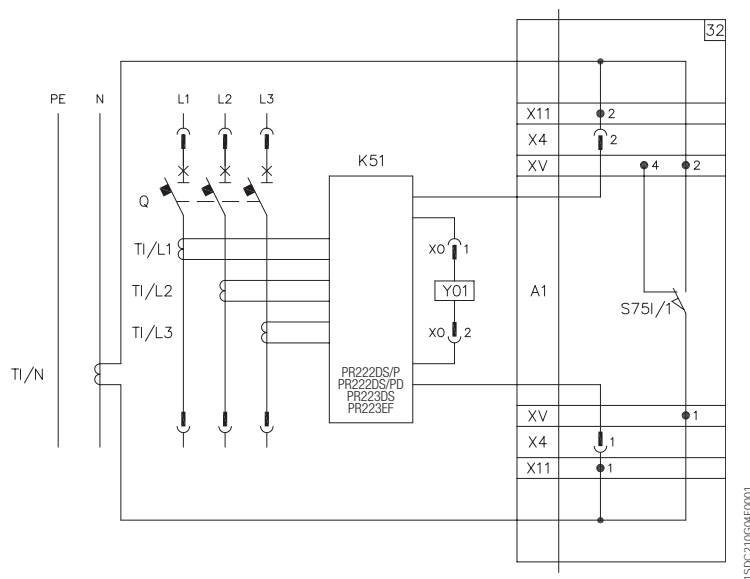 32
PE N L1 L2 L3
X11 2
X4 2
K51
XV 4 2
Q
TI/L1
X0 1
TI/L2
Y01
A1
S75I/1
TI/L3
X0 2
TI/N
PR222DS/P
PR222DS/PD
PR223DS
PR223EF
XV 1
X4 1
X11 1
1SDC210G04F0001